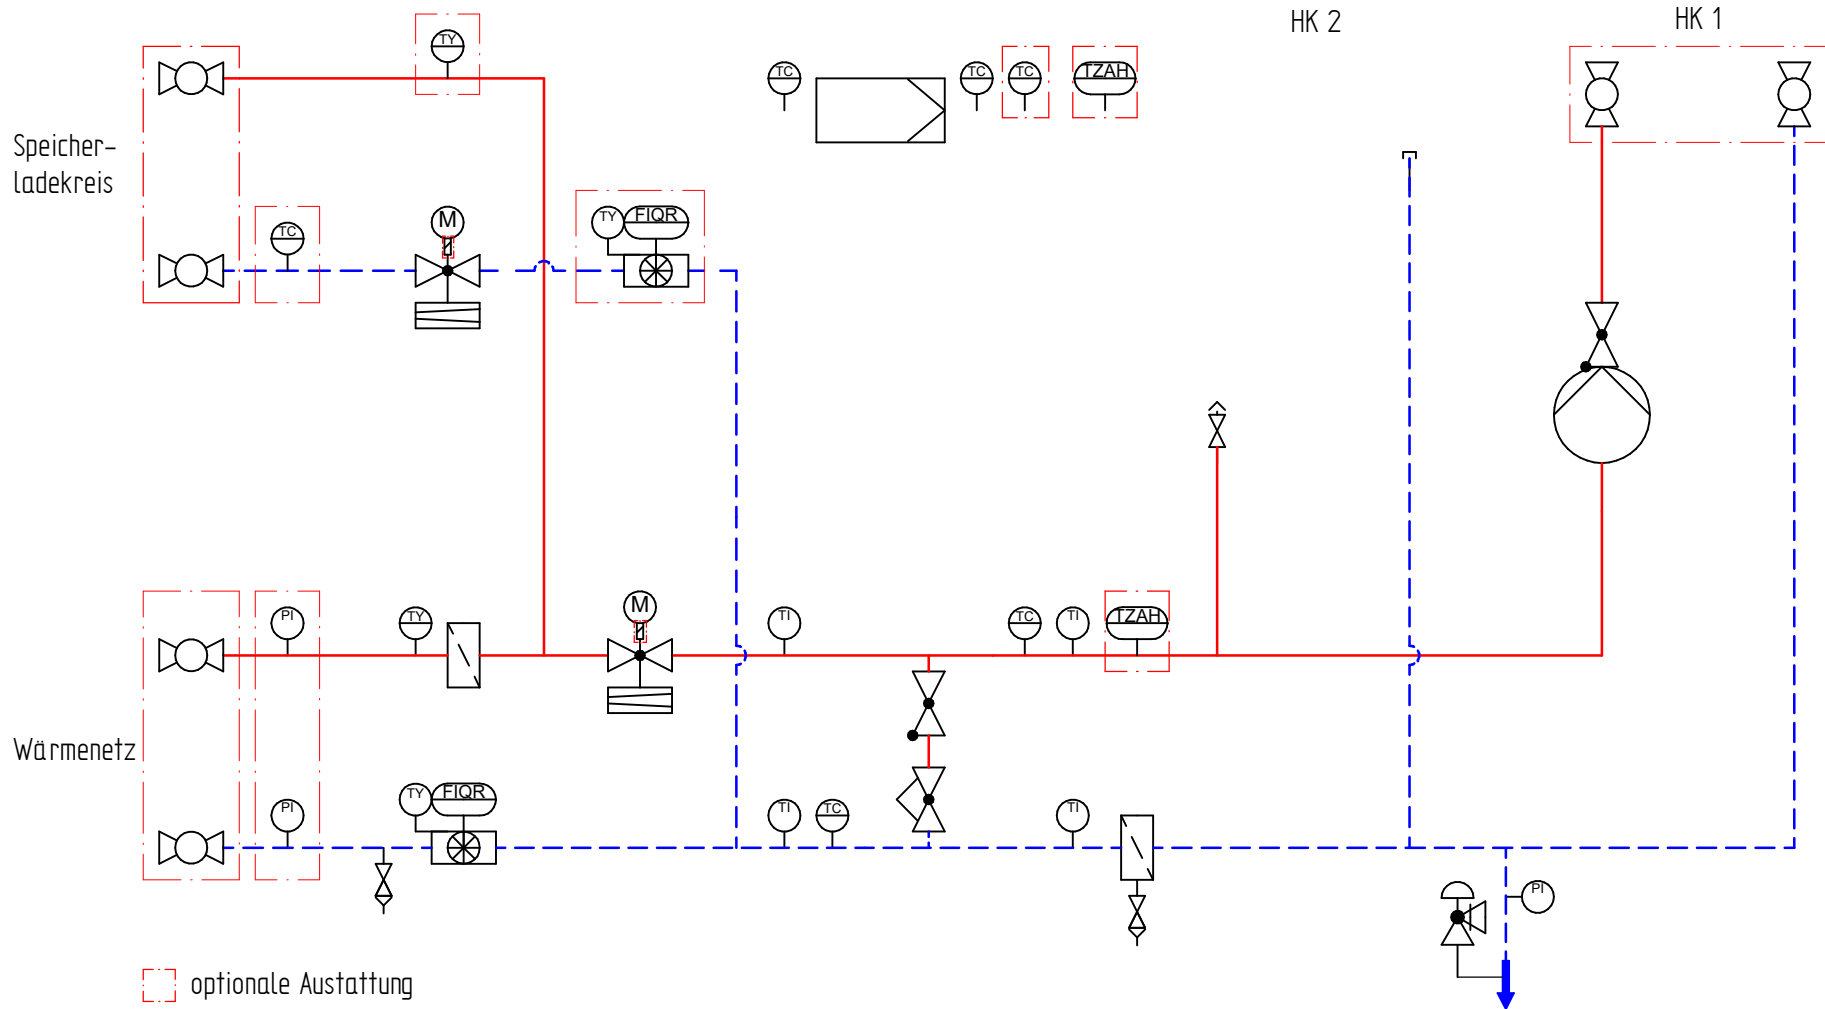 HK 2
HK 1
TY
TC
TC
TC
TZAH
Speicher-
ladekreis
TC
M
TY
FIQR
PI
TY
M
TI
TC
TI
TZAH
Wärmenetz
PI
TY
FIQR
TI
TC
TI
PI
optionale Austattung